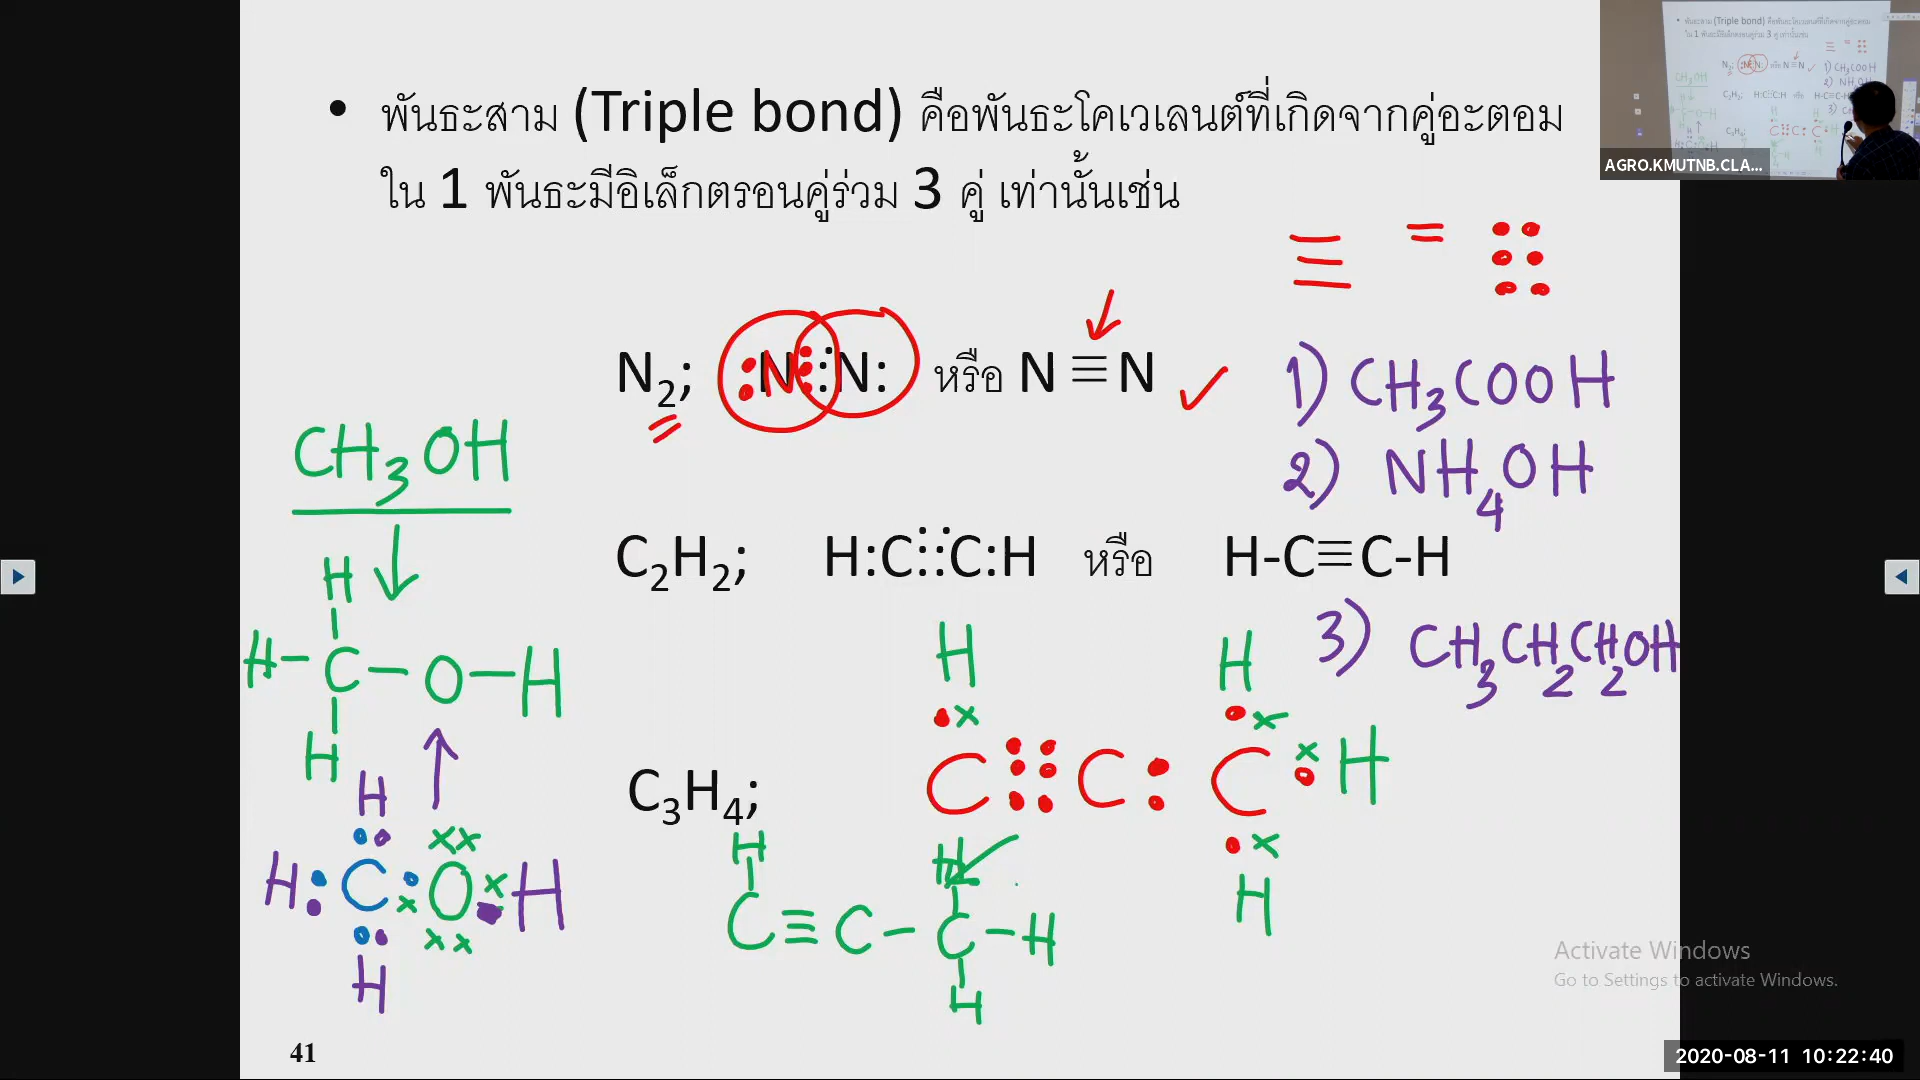 • พันธะสาม (Triple bond) คือพันธะโคเวเลนต์ที่เกิดจากคู่อะตอม
ใน 1 พันธะมีอิเล็กตรอนคู่ร่วม 3 คู่ เท่านั้นเช่น
N2; :N⋮⋮N: หรือ N≡N
1) CH3COOH
2) NH4OH
CH3OH
C2H2; H:C⋮⋮C:H หรือ H-C≡C-H
3) CH3CH2CH2OH
H
H-C-O-H
H
H H
C3H4; C C C H
H
H
C≡C-C-H
H
H
H
H C O H
H
41
AGRO.KMUTNB.CLA...
Activate Windows
Go to Settings to activate Windows.
2020-08-11 10:22:40